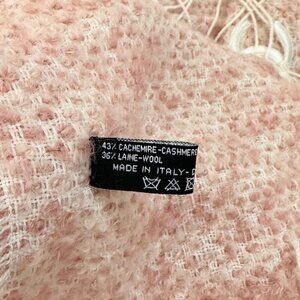 43% CACHEMIRE-CASHMERE
36% LAINE-WOOL
MADE IN ITALY-